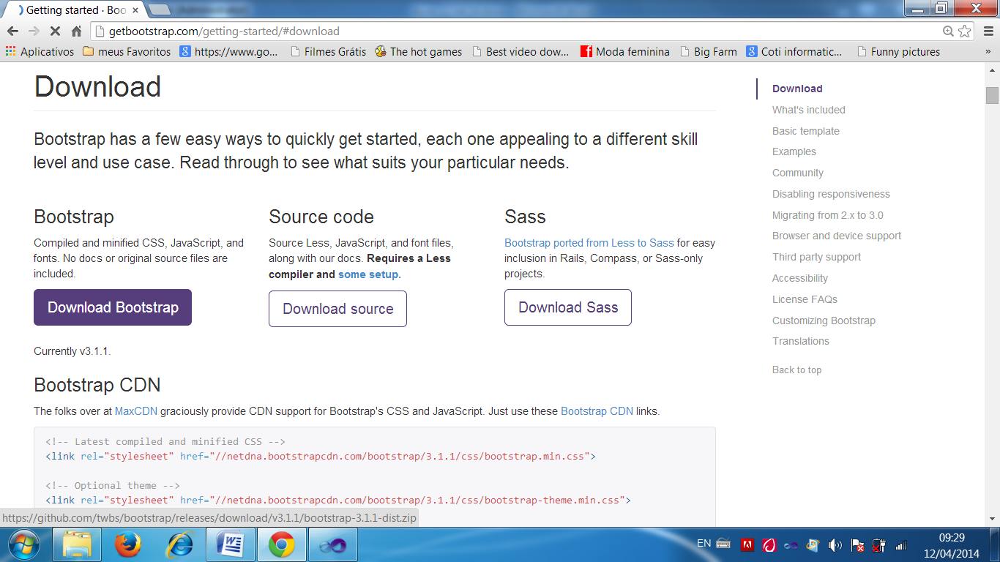 Getting started · Boo
getbootstrap.com/getting-started/#download
Aplicativos meus Favoritos https://www.go... Filmes Grátis The hot games Best video dow... Moda feminina Big Farm Coti informatic... Funny pictures »
Download
Bootstrap has a few easy ways to quickly get started, each one appealing to a different skill
level and use case. Read through to see what suits your particular needs.
Bootstrap
Compiled and minified CSS, JavaScript, and
fonts. No docs or original source files are
included.
Download Bootstrap
Currently v3.1.1.
Source code
Source Less, JavaScript, and font files,
along with our docs. Requires a Less
compiler and some setup.
Download source
Sass
Bootstrap ported from Less to Sass for easy
inclusion in Rails, Compass, or Sass-only
projects.
Download Sass
Bootstrap CDN
The folks over at MaxCDN graciously provide CDN support for Bootstrap's CSS and JavaScript. Just use these Bootstrap CDN links.
<!-- Latest compiled and minified CSS -->
<link rel="stylesheet" href="//netdna.bootstrapcdn.com/bootstrap/3.1.1/css/bootstrap.min.css">
<!-- Optional theme -->
<link rel="stylesheet" href="//netdna.bootstrapcdn.com/bootstrap/3.1.1/css/bootstrap-theme.min.css">
Download
What's included
Basic template
Examples
Community
Disabling responsiveness
Migrating from 2.x to 3.0
Browser and device support
Third party support
Accessibility
License FAQs
Customizing Bootstrap
Translations
Back to top
https://github.com/twbs/bootstrap/releases/download/v3.1.1/bootstrap-3.1.1-dist.zip
EN
09:29
12/04/2014